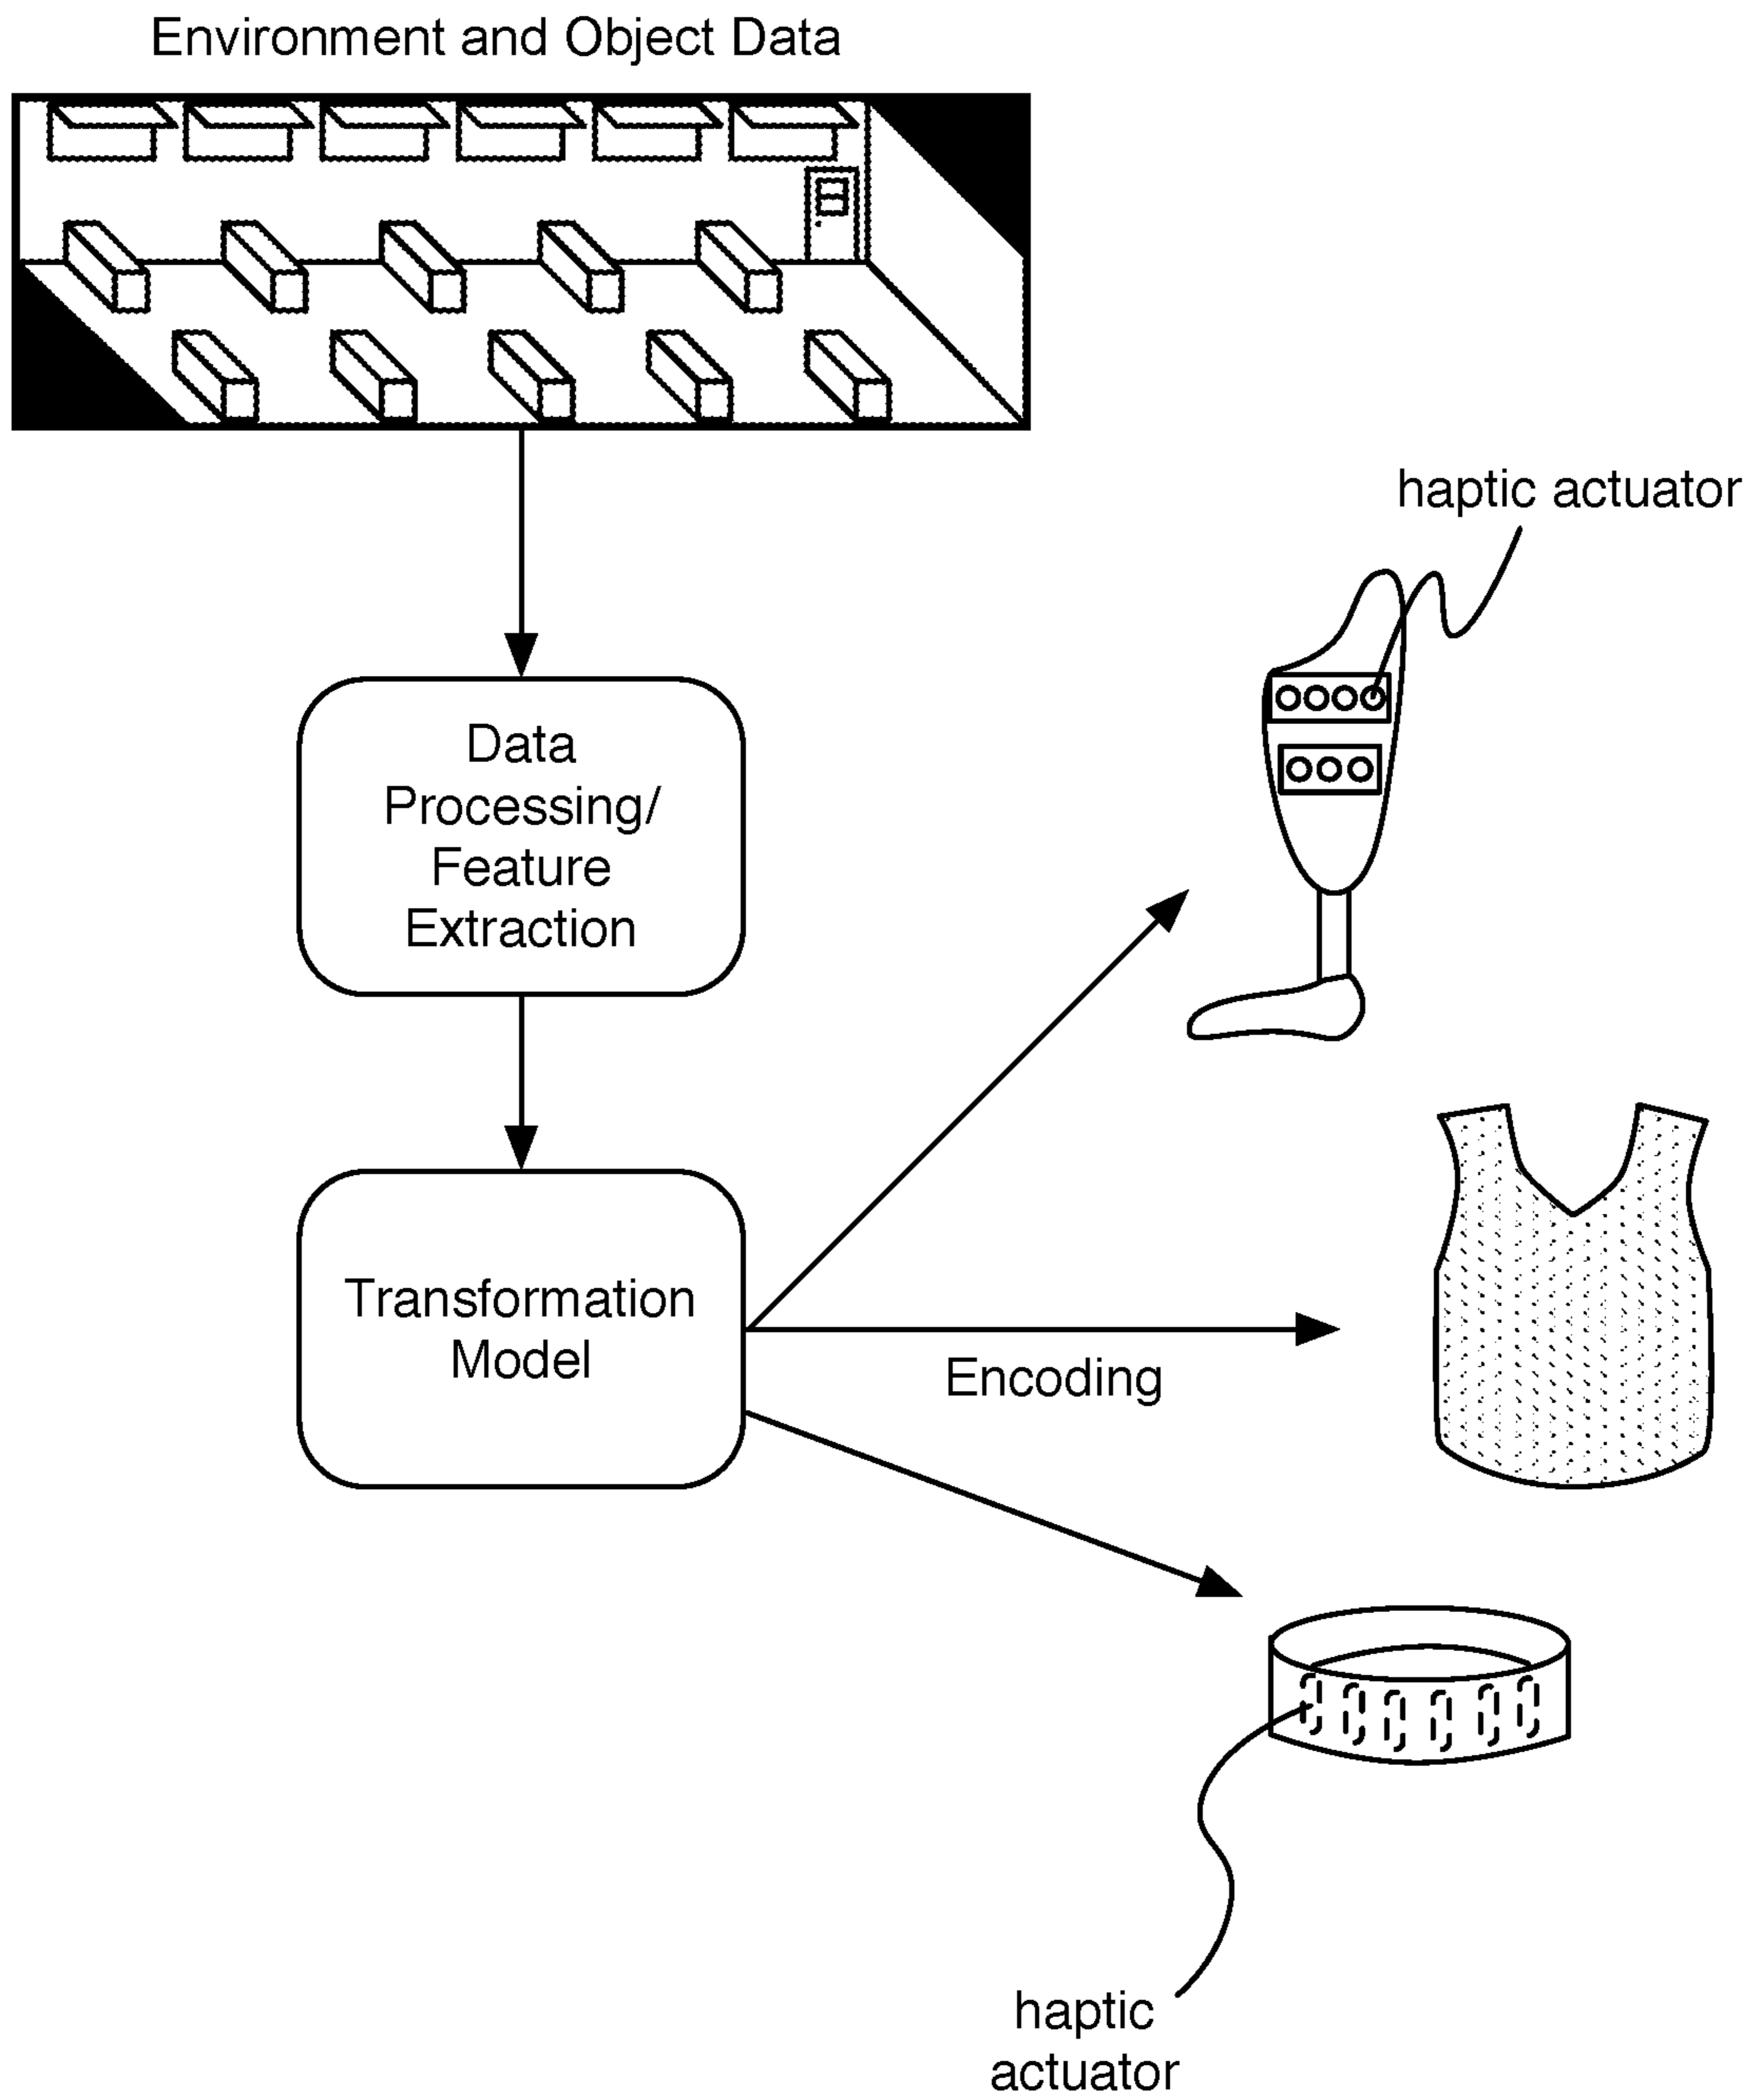 Environment and Object Data
haptic actuator
Data
Processing/
Feature
Extraction
Transformation
Model
Encoding
haptic
actuator